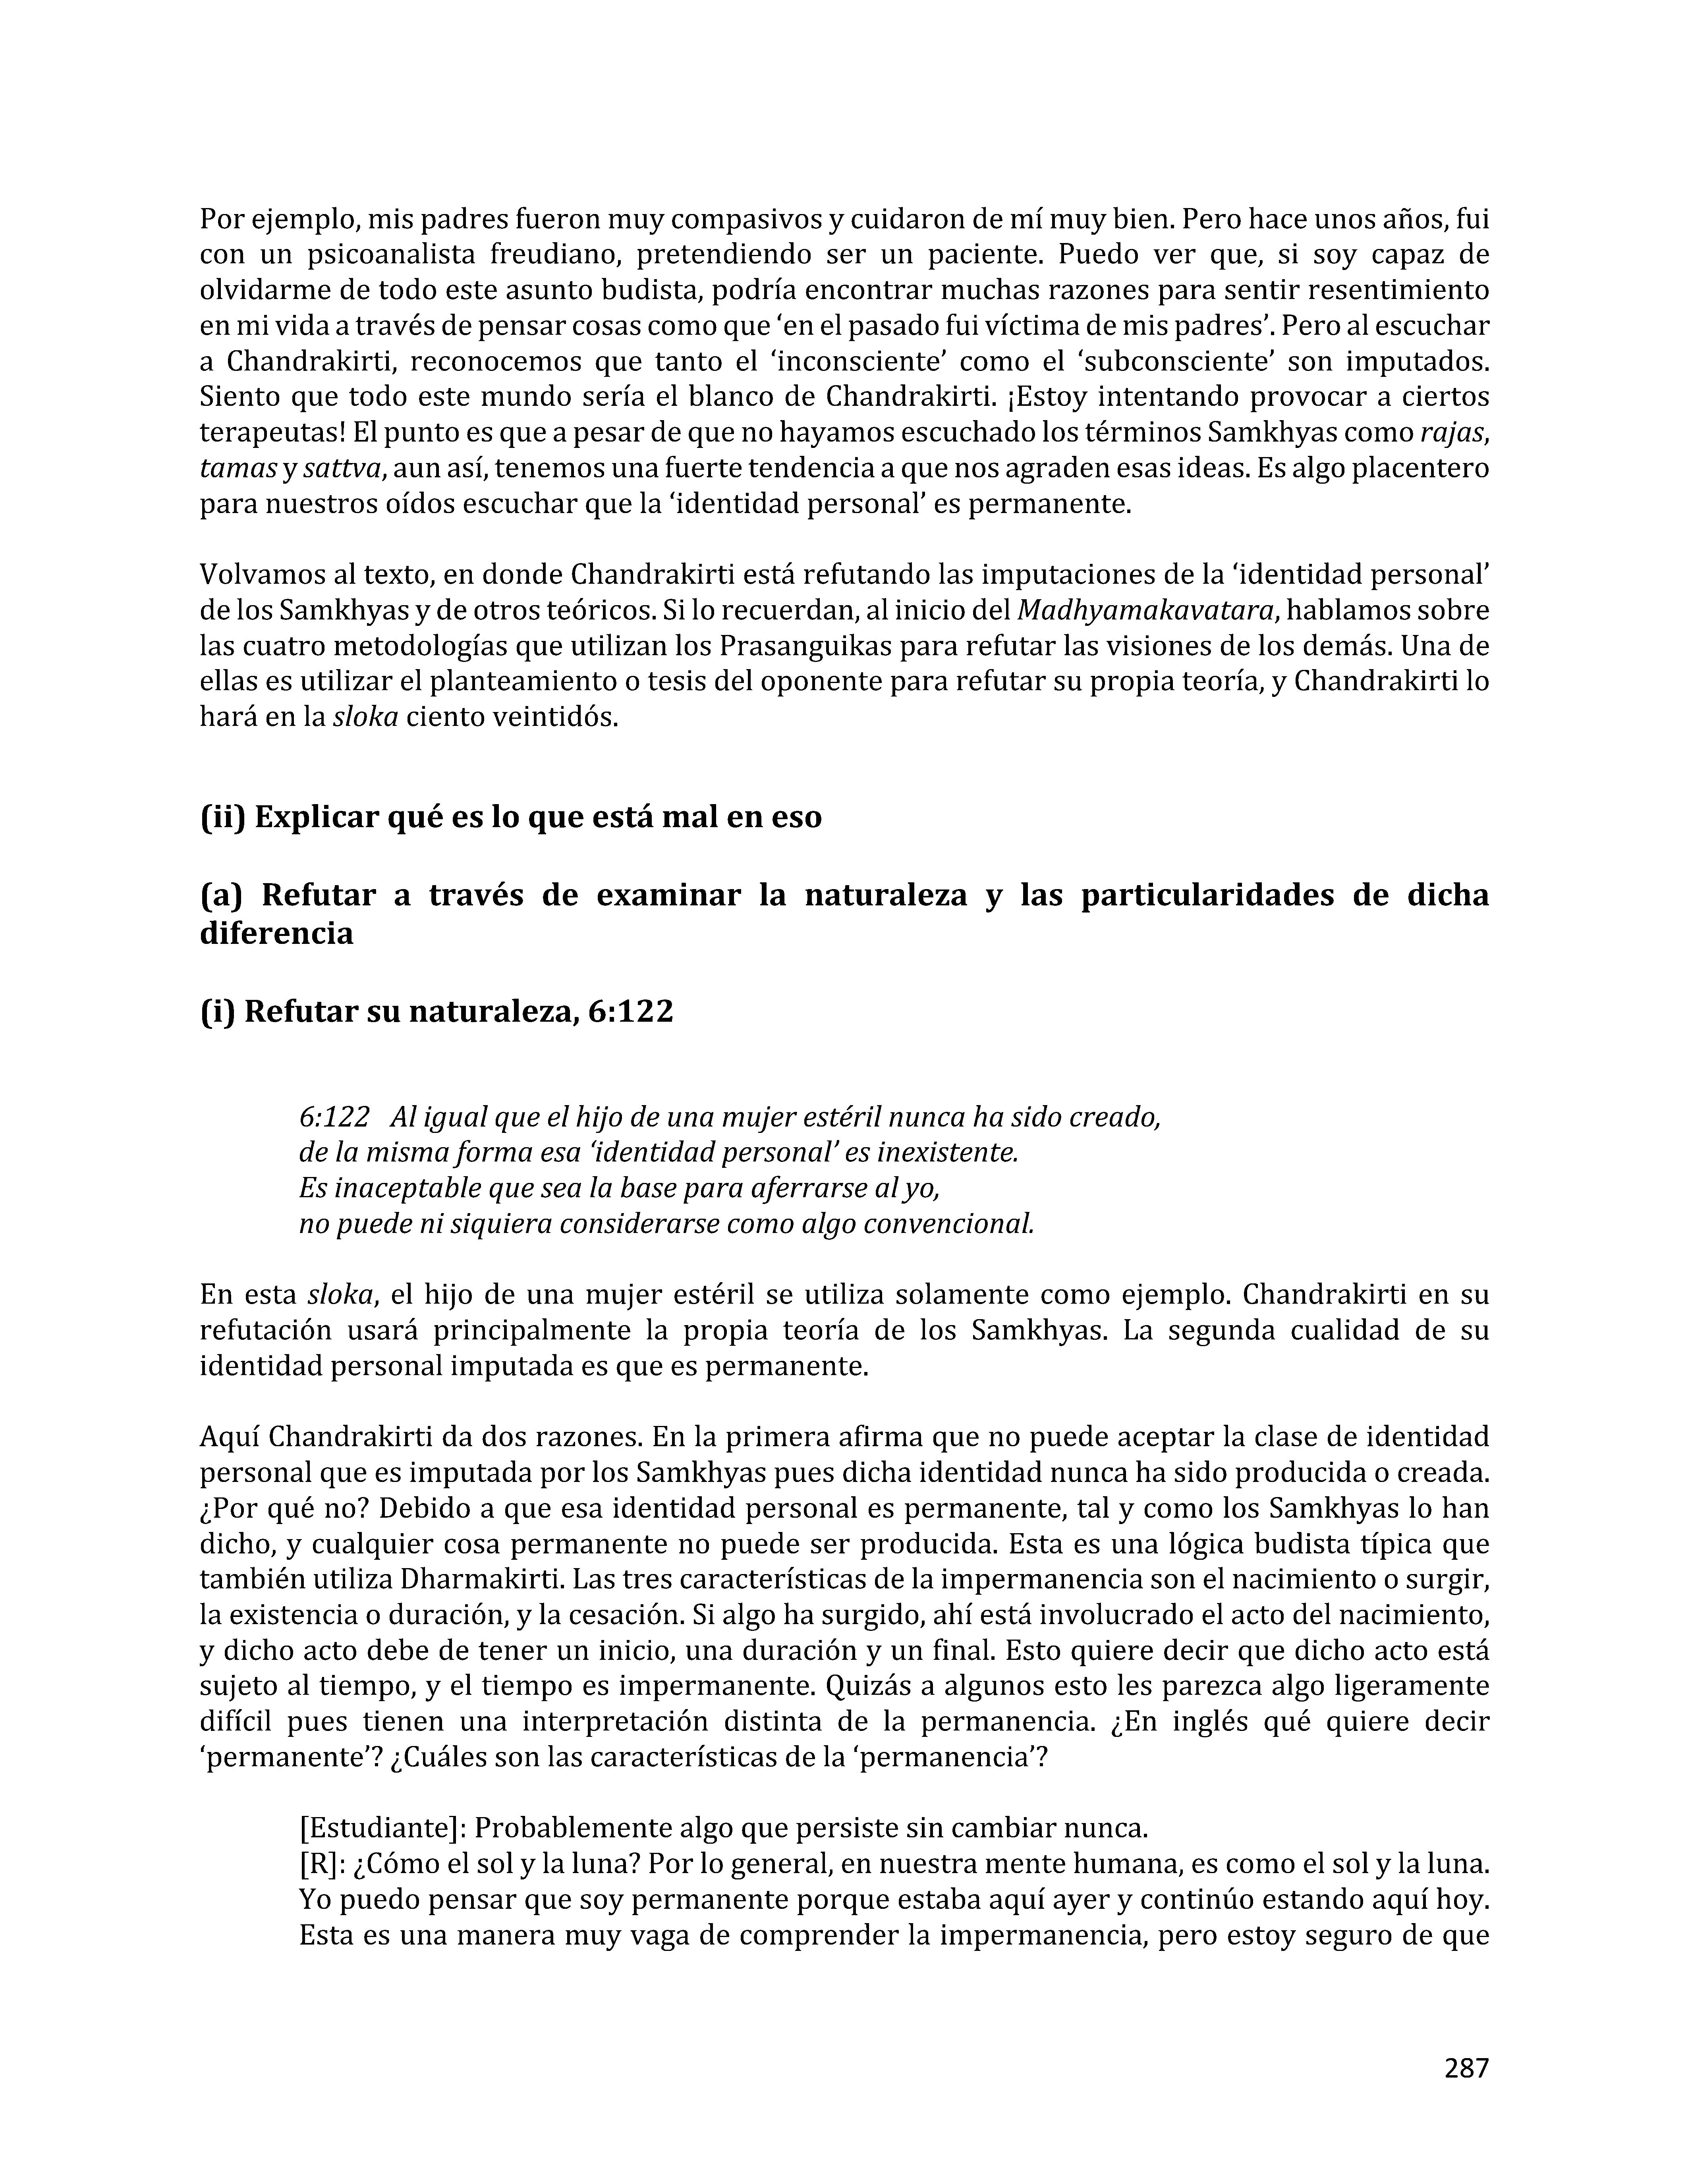 Por ejemplo, mis padres fueron muy compasivos y cuidaron de mí muy bien. Pero hace unos años, fui
con un psicoanalista freudiano, pretendiendo ser un paciente. Puedo ver que, si soy capaz de
olvidarme de todo este asunto budista, podría encontrar muchas razones para sentir resentimiento
en mi vida a través de pensar cosas como que ‘en el pasado fui víctima de mis padres’. Pero al escuchar
a Chandrakirti, reconocemos que tanto el ‘inconsciente’ como el ‘subconsciente’ son imputados.
Siento que todo este mundo sería el blanco de Chandrakirti. ¡Estoy intentando provocar a ciertos
terapeutas! El punto es que a pesar de que no hayamos escuchado los términos Samkhyas como rajas,
tamas y sattva, aun así, tenemos una fuerte tendencia a que nos agraden esas ideas. Es algo placentero
para nuestros oídos escuchar que la ‘identidad personal’ es permanente.
Volvamos al texto, en donde Chandrakirti está refutando las imputaciones de la ‘identidad personal’
de los Samkhyas y de otros teóricos. Si lo recuerdan, al inicio del Madhyamakavatara, hablamos sobre
las cuatro metodologías que utilizan los Prasanguikas para refutar las visiones de los demás. Una de
ellas es utilizar el planteamiento o tesis del oponente para refutar su propia teoría, y Chandrakirti lo
hará en la sloka ciento veintidós.
(ii) Explicar qué es lo que está mal en eso
(a) Refutar a través de examinar la naturaleza y las particularidades de dicha
diferencia
(i) Refutar su naturaleza, 6:122
6:122 Al igual que el hijo de una mujer estéril nunca ha sido creado,
de la misma forma esa ‘identidad personal’ es inexistente.
Es inaceptable que sea la base para aferrarse al yo,
no puede ni siquiera considerarse como algo convencional.
En esta sloka, el hijo de una mujer estéril se utiliza solamente como ejemplo. Chandrakirti en su
refutación usará principalmente la propia teoría de los Samkhyas. La segunda cualidad de su
identidad personal imputada es que es permanente.
Aquí Chandrakirti da dos razones. En la primera afirma que no puede aceptar la clase de identidad
personal que es imputada por los Samkhyas pues dicha identidad nunca ha sido producida o creada.
¿Por qué no? Debido a que esa identidad personal es permanente, tal y como los Samkhyas lo han
dicho, y cualquier cosa permanente no puede ser producida. Esta es una lógica budista típica que
también utiliza Dharmakirti. Las tres características de la impermanencia son el nacimiento o surgir,
la existencia o duración, y la cesación. Si algo ha surgido, ahí está involucrado el acto del nacimiento,
y dicho acto debe de tener un inicio, una duración y un final. Esto quiere decir que dicho acto está
sujeto al tiempo, y el tiempo es impermanente. Quizás a algunos esto les parezca algo ligeramente
difícil pues tienen una interpretación distinta de la permanencia. ¿En inglés qué quiere decir
‘permanente’? ¿Cuáles son las características de la ‘permanencia’?
[Estudiante]: Probablemente algo que persiste sin cambiar nunca.
[R]: ¿Cómo el sol y la luna? Por lo general, en nuestra mente humana, es como el sol y la luna.
Yo puedo pensar que soy permanente porque estaba aquí ayer y continúo estando aquí hoy.
Esta es una manera muy vaga de comprender la impermanencia, pero estoy seguro de que
287